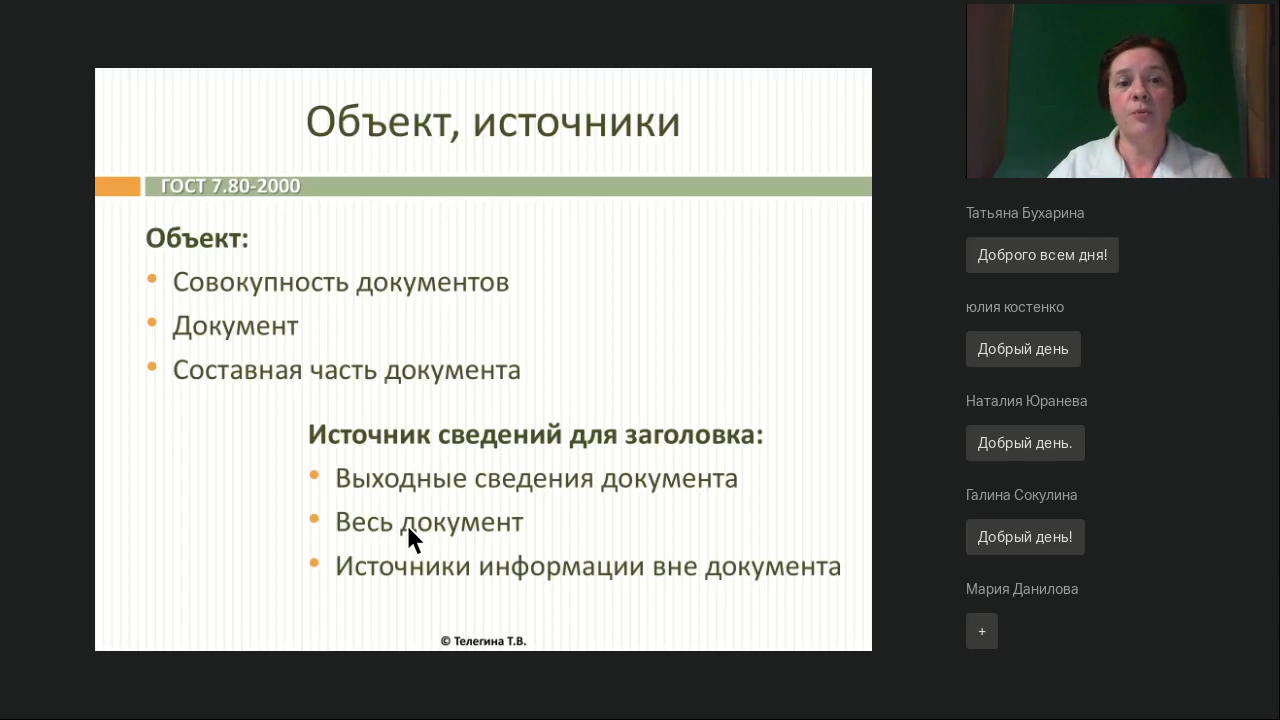 Объект, источники
ГОСТ 7.80-2000
Объект:
Совокупность документов
Документ
Составная часть документа
Источник сведений для заголовка:
Выходные сведения документа
Весь документ
Источники информации вне документа
© Телегина Т.В.
Татьяна Бухарина
Доброго всем дня!
юлия костенко
Добрый день
Наталия Юранева
Добрый день.
Галина Сокулина
Добрый день!
Мария Данилова
+